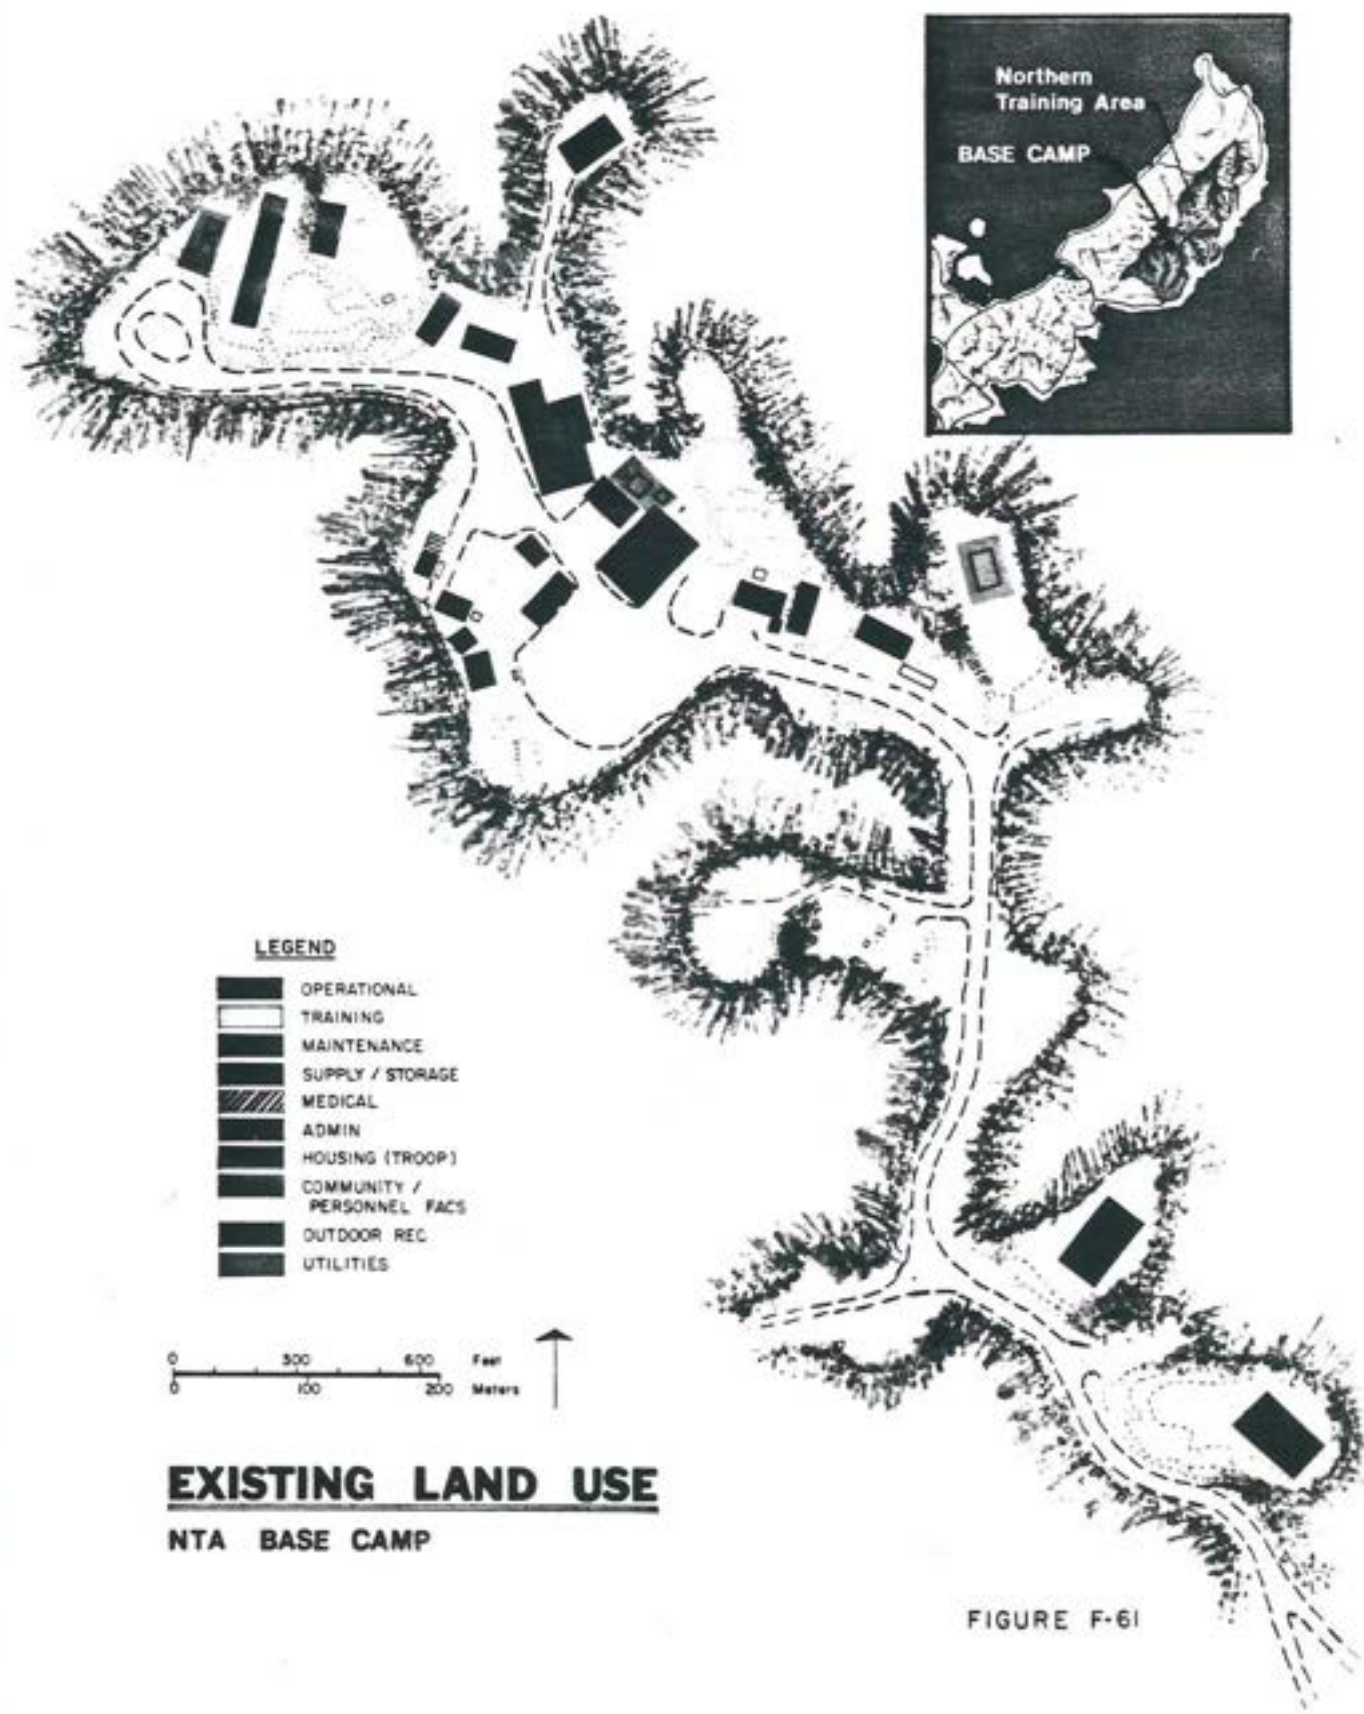 Northern
Training Area
BASE CAMP
LEGEND
OPERATIONAL
TRAINING
MAINTENANCE
SUPPLY / STORAGE
MEDICAL
ADMIN
HOUSING (TROOP)
COMMUNITY /
PERSONNEL FACS
OUTDOOR REC
UTILITIES
0 300 600 Feet
0 100 200 Meters
EXISTING LAND USE
NTA BASE CAMP
FIGURE F-61